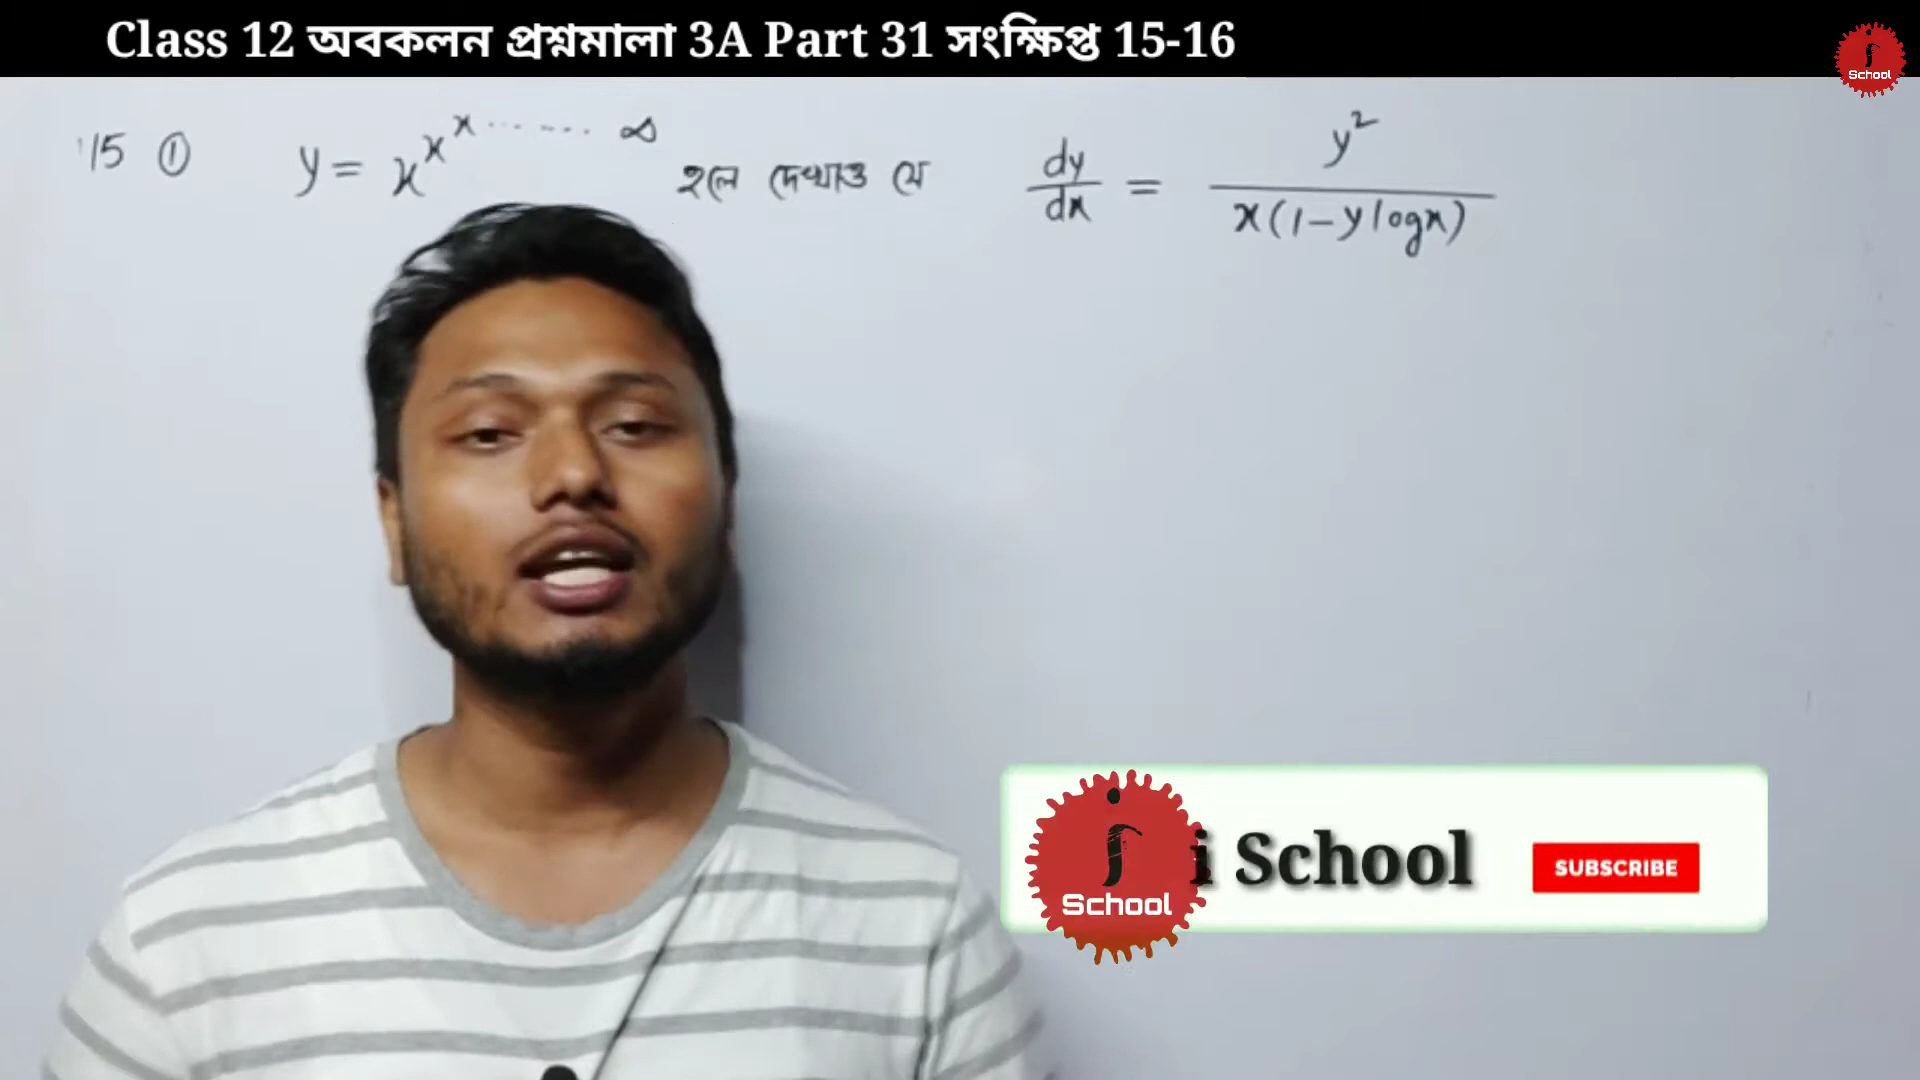 Class 12 অবকলন প্রশ্নমালা 3A Part 31 সংক্ষিপ্ত 15-16
School
15 ① y = x^x^x ........ ∞ হলে দেখাও যে dy/dx = y²/x(1-y logx)
School
i School
SUBSCRIBE